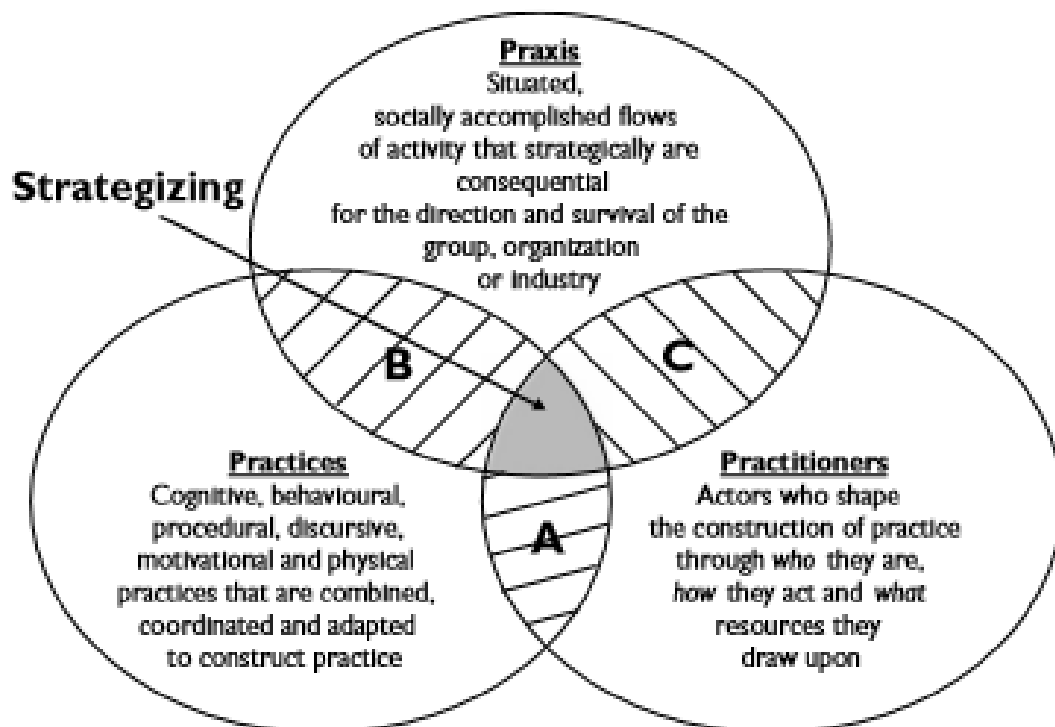 Praxis
Situated,
socially accomplished flows
of activity that strategically are
consequential
for the direction and survival of the
group, organization
or industry
Strategizing
B
C
A
Practices
Cognitive, behavioural,
procedural, discursive,
motivational and physical
practices that are combined,
coordinated and adapted
to construct practice
Practitioners
Actors who shape
the construction of practice
through who they are,
how they act and what
resources they
draw upon